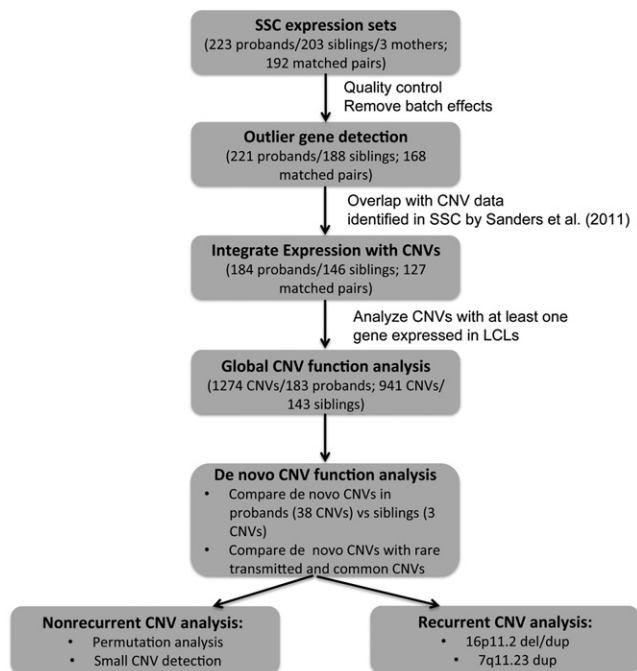 SSC expression sets
(223 probands/203 siblings/3 mothers;
192 matched pairs)
Quality control
Remove batch effects
Outlier gene detection
(221 probands/188 siblings; 168
matched pairs)
Overlap with CNV data
identified in SSC by Sanders et al. (2011)
Integrate Expression with CNVs
(184 probands/146 siblings; 127
matched pairs)
Analyze CNVs with at least one
gene expressed in LCLs
Global CNV function analysis
(1274 CNVs/183 probands; 941 CNVs/
143 siblings)
De novo CNV function analysis
• Compare de novo CNVs in
probands (38 CNVs) vs siblings (3
CNVs)
• Compare de novo CNVs with rare
transmitted and common CNVs
Nonrecurrent CNV analysis:
• Permutation analysis
• Small CNV detection
Recurrent CNV analysis:
• 16p11.2 del/dup
• 7q11.23 dup